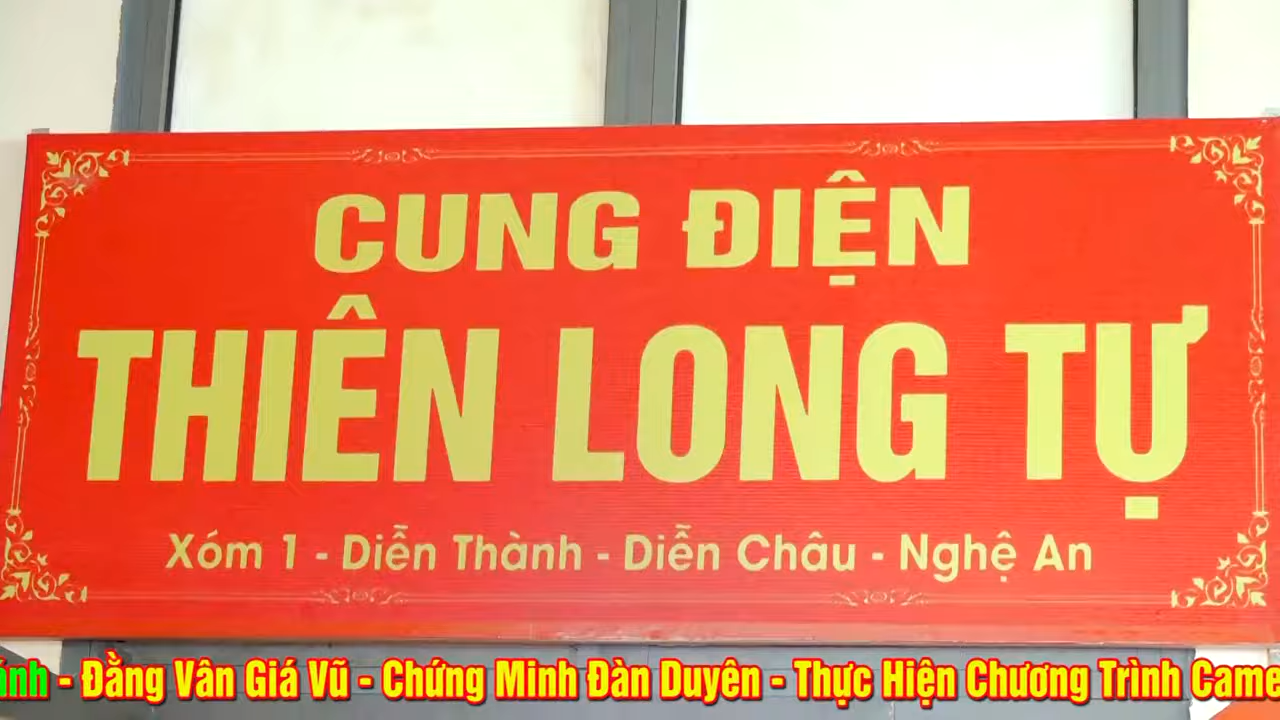 CUNG ĐIỆN
THIÊN LONG TỰ
Xóm 1 - Diễn Thành - Diễn Châu - Nghệ An
- Đằng Vân Giá Vũ - Chứng Minh Đàn Duyên - Thực Hiện Chương Trình